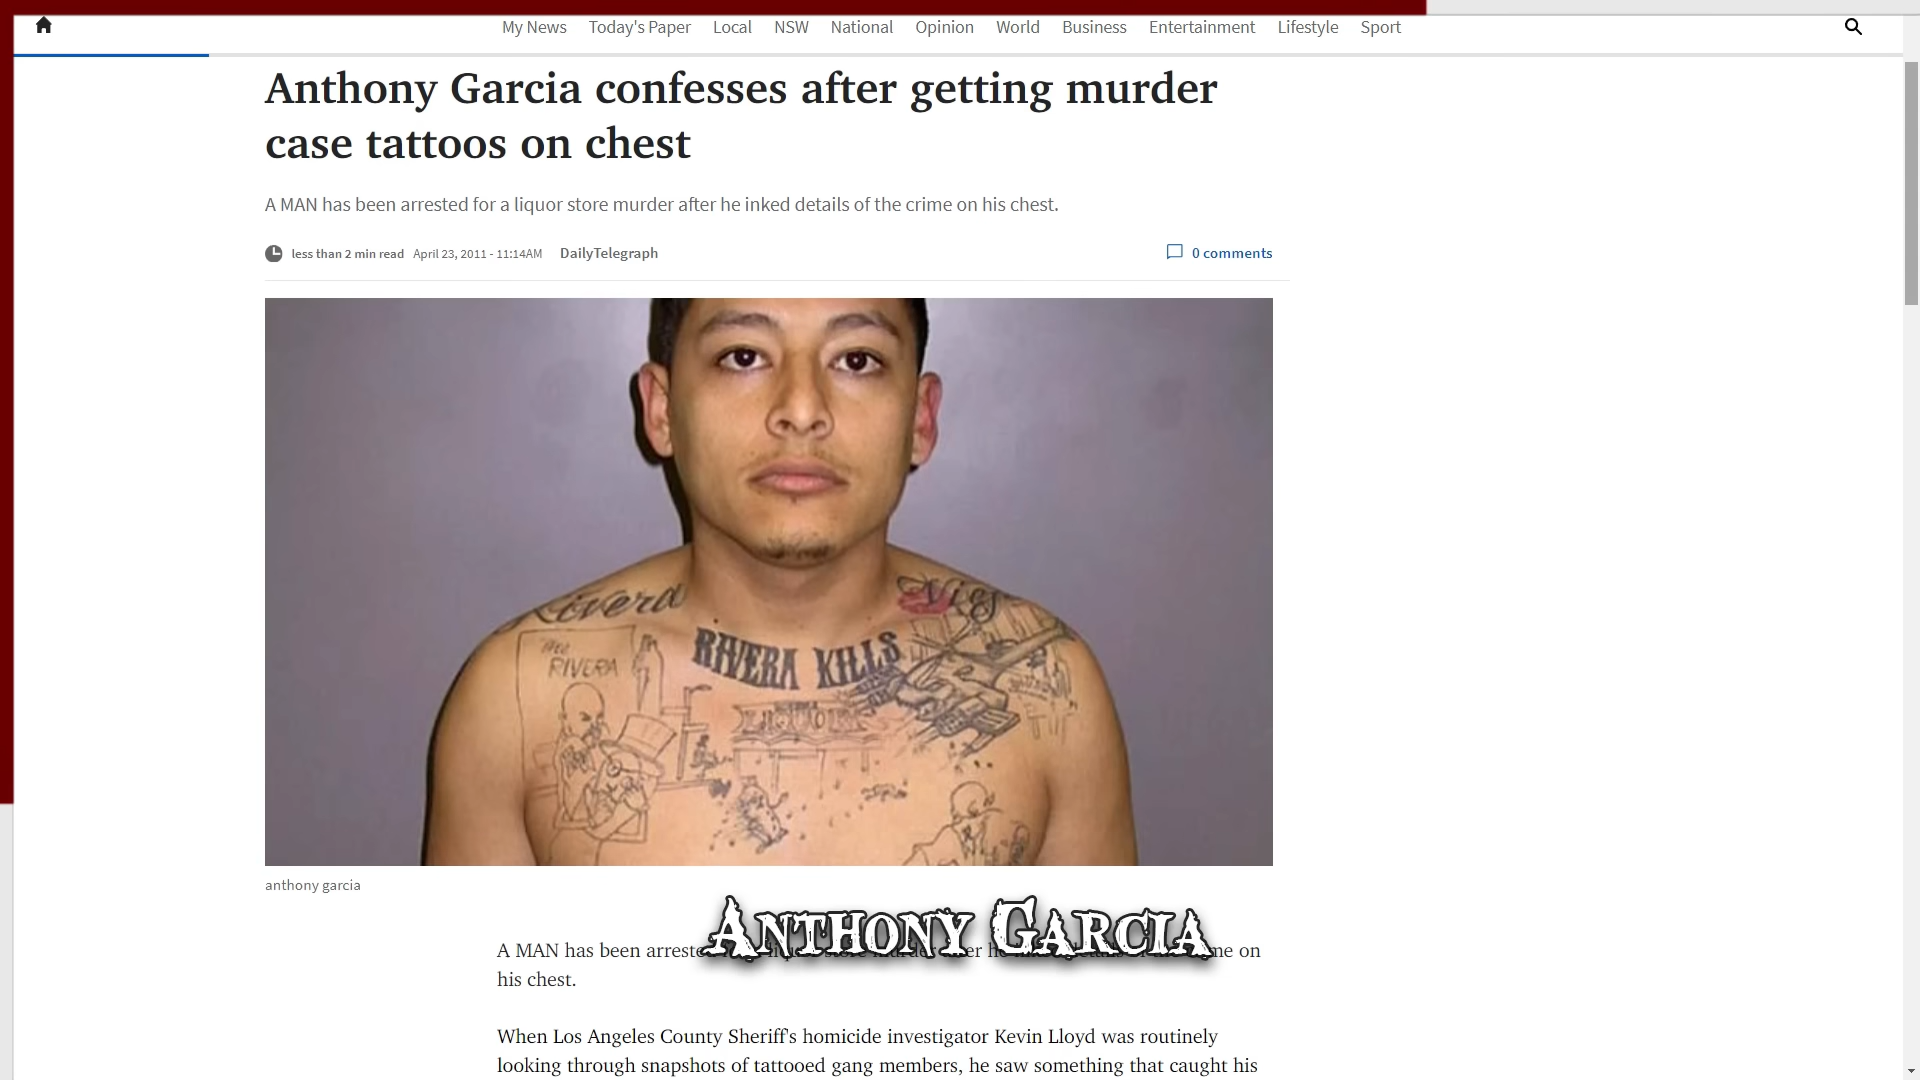 My News Today's Paper Local NSW National Opinion World Business Entertainment Lifestyle Sport
Anthony Garcia confesses after getting murder
case tattoos on chest
A MAN has been arrested for a liquor store murder after he inked details of the crime on his chest.
less than 2 min read April 23, 2011 - 11:14AM DailyTelegraph
0 comments
Rivera
RIVERA KILLS
THE
RIVERA
LIQUOR
anthony garcia
ANTHONY GARCIA
A MAN has been on
his chest.
When Los Angeles County Sheriff's homicide investigator Kevin Lloyd was routinely
looking through snapshots of tattooed gang members, he saw something that caught his